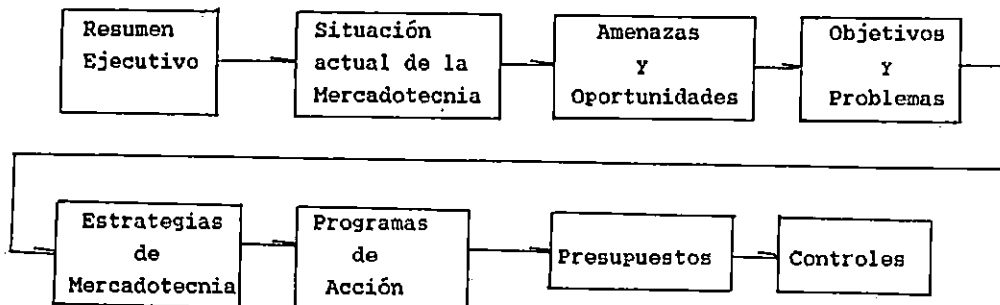 Resumen
Ejecutivo
Situación
actual de la
Mercadotecnia
Amenazas
Y
Oportunidades
Objetivos
Y
Problemas
Estrategias
de
Mercadotecnia
Programas
de
Acción
Presupuestos
Controles